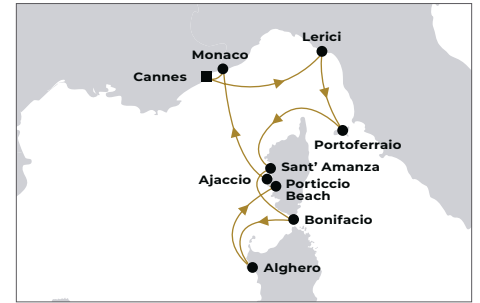 Lerici
Monaco
Cannes
Portoferraio
Sant' Amanza
Ajaccio
Porticcio
Beach
Bonifacio
Alghero